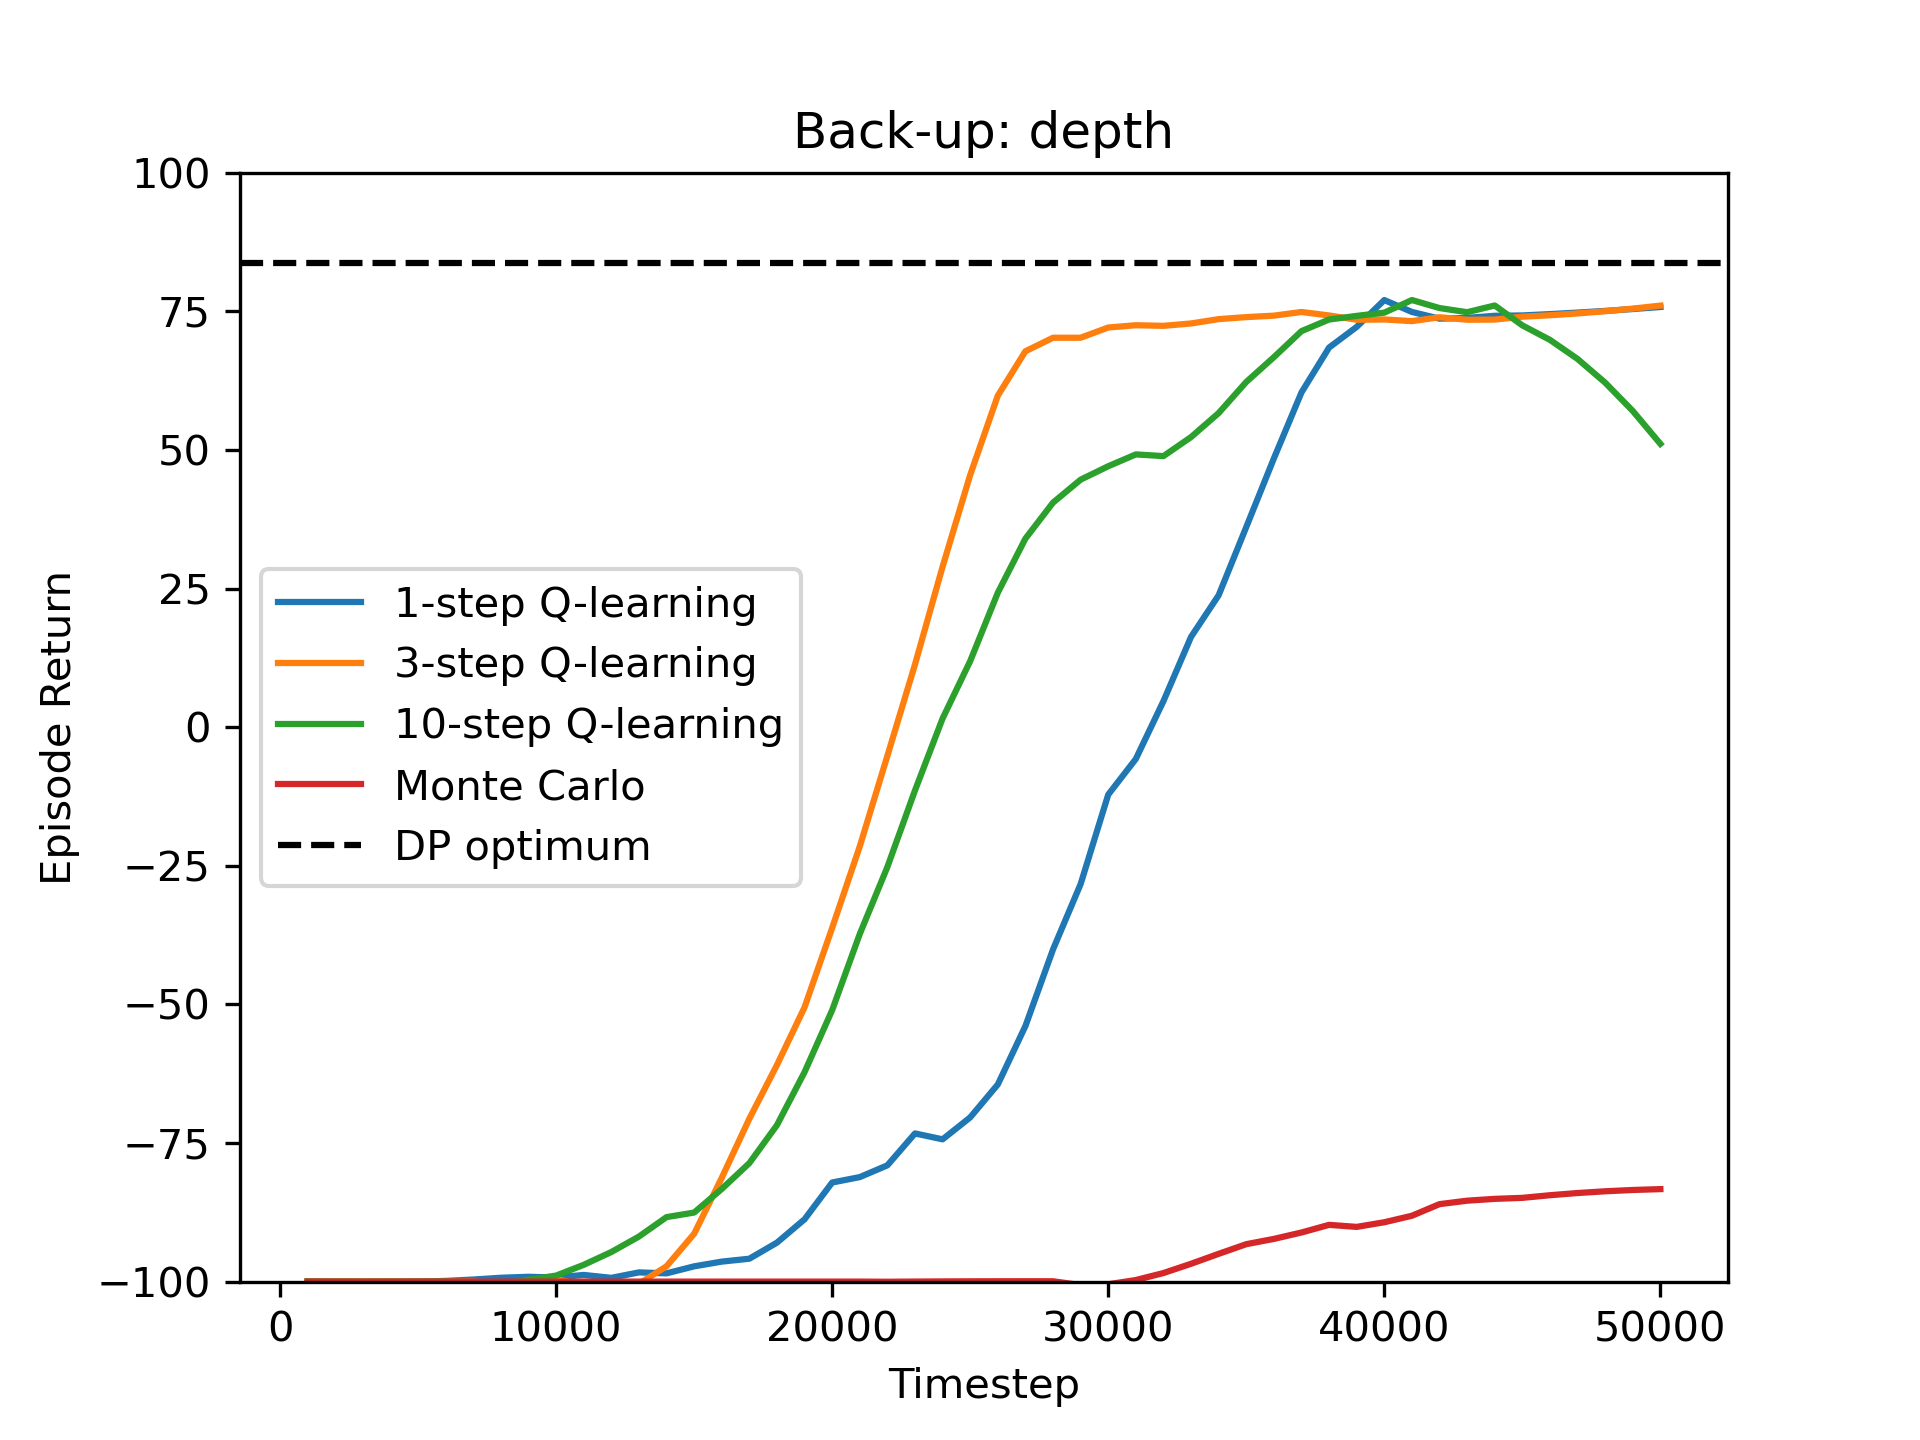 Back-up: depth
100
75
50
25
0
−25
−50
−75
−100
Episode Return
1-step Q-learning
3-step Q-learning
10-step Q-learning
Monte Carlo
DP optimum
0 10000 20000 30000 40000 50000
Timestep